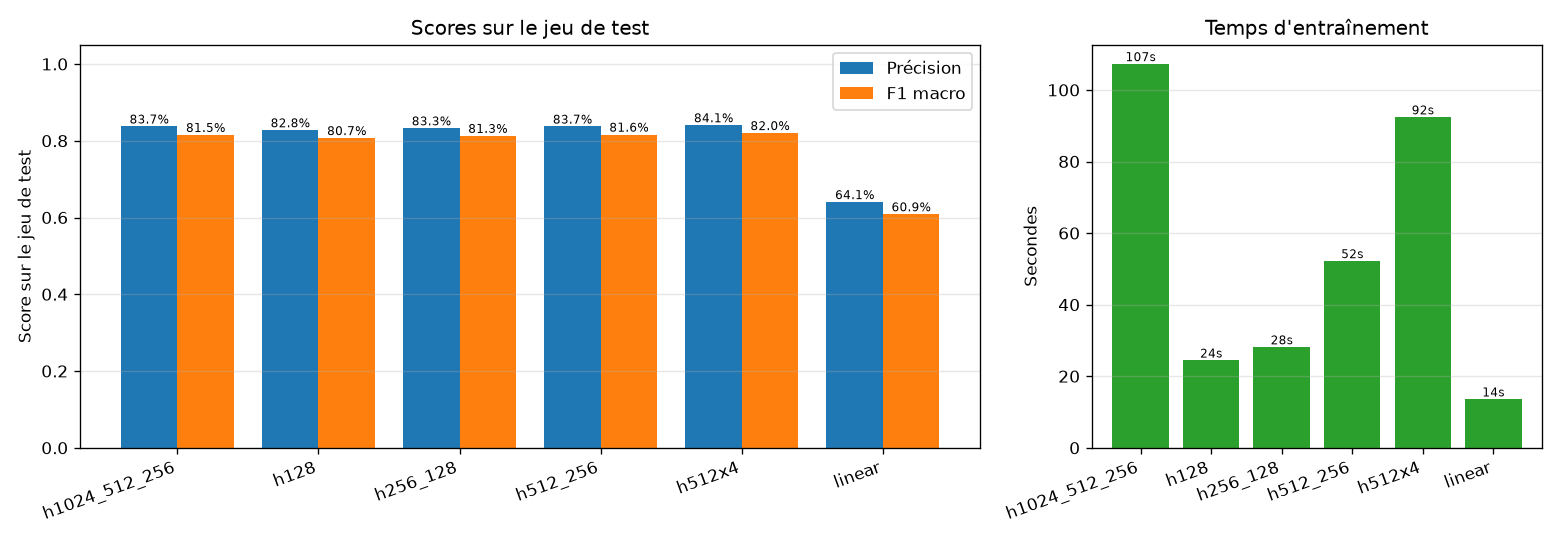 Scores sur le jeu de test
Score sur le jeu de test
1.0
0.8
0.6
0.4
0.2
0.0
Précision
F1 macro
83.7%
81.5%
82.8%
80.7%
83.3%
81.3%
83.7%
81.6%
84.1%
82.0%
64.1%
60.9%
h1024_512_256
h128
h256_128
h512_256
h512x4
linear
Temps d'entraînement
Secondes
100
80
60
40
20
0
107s
24s
28s
52s
92s
14s
h1024_512_256
h128
h256_128
h512_256
h512x4
linear